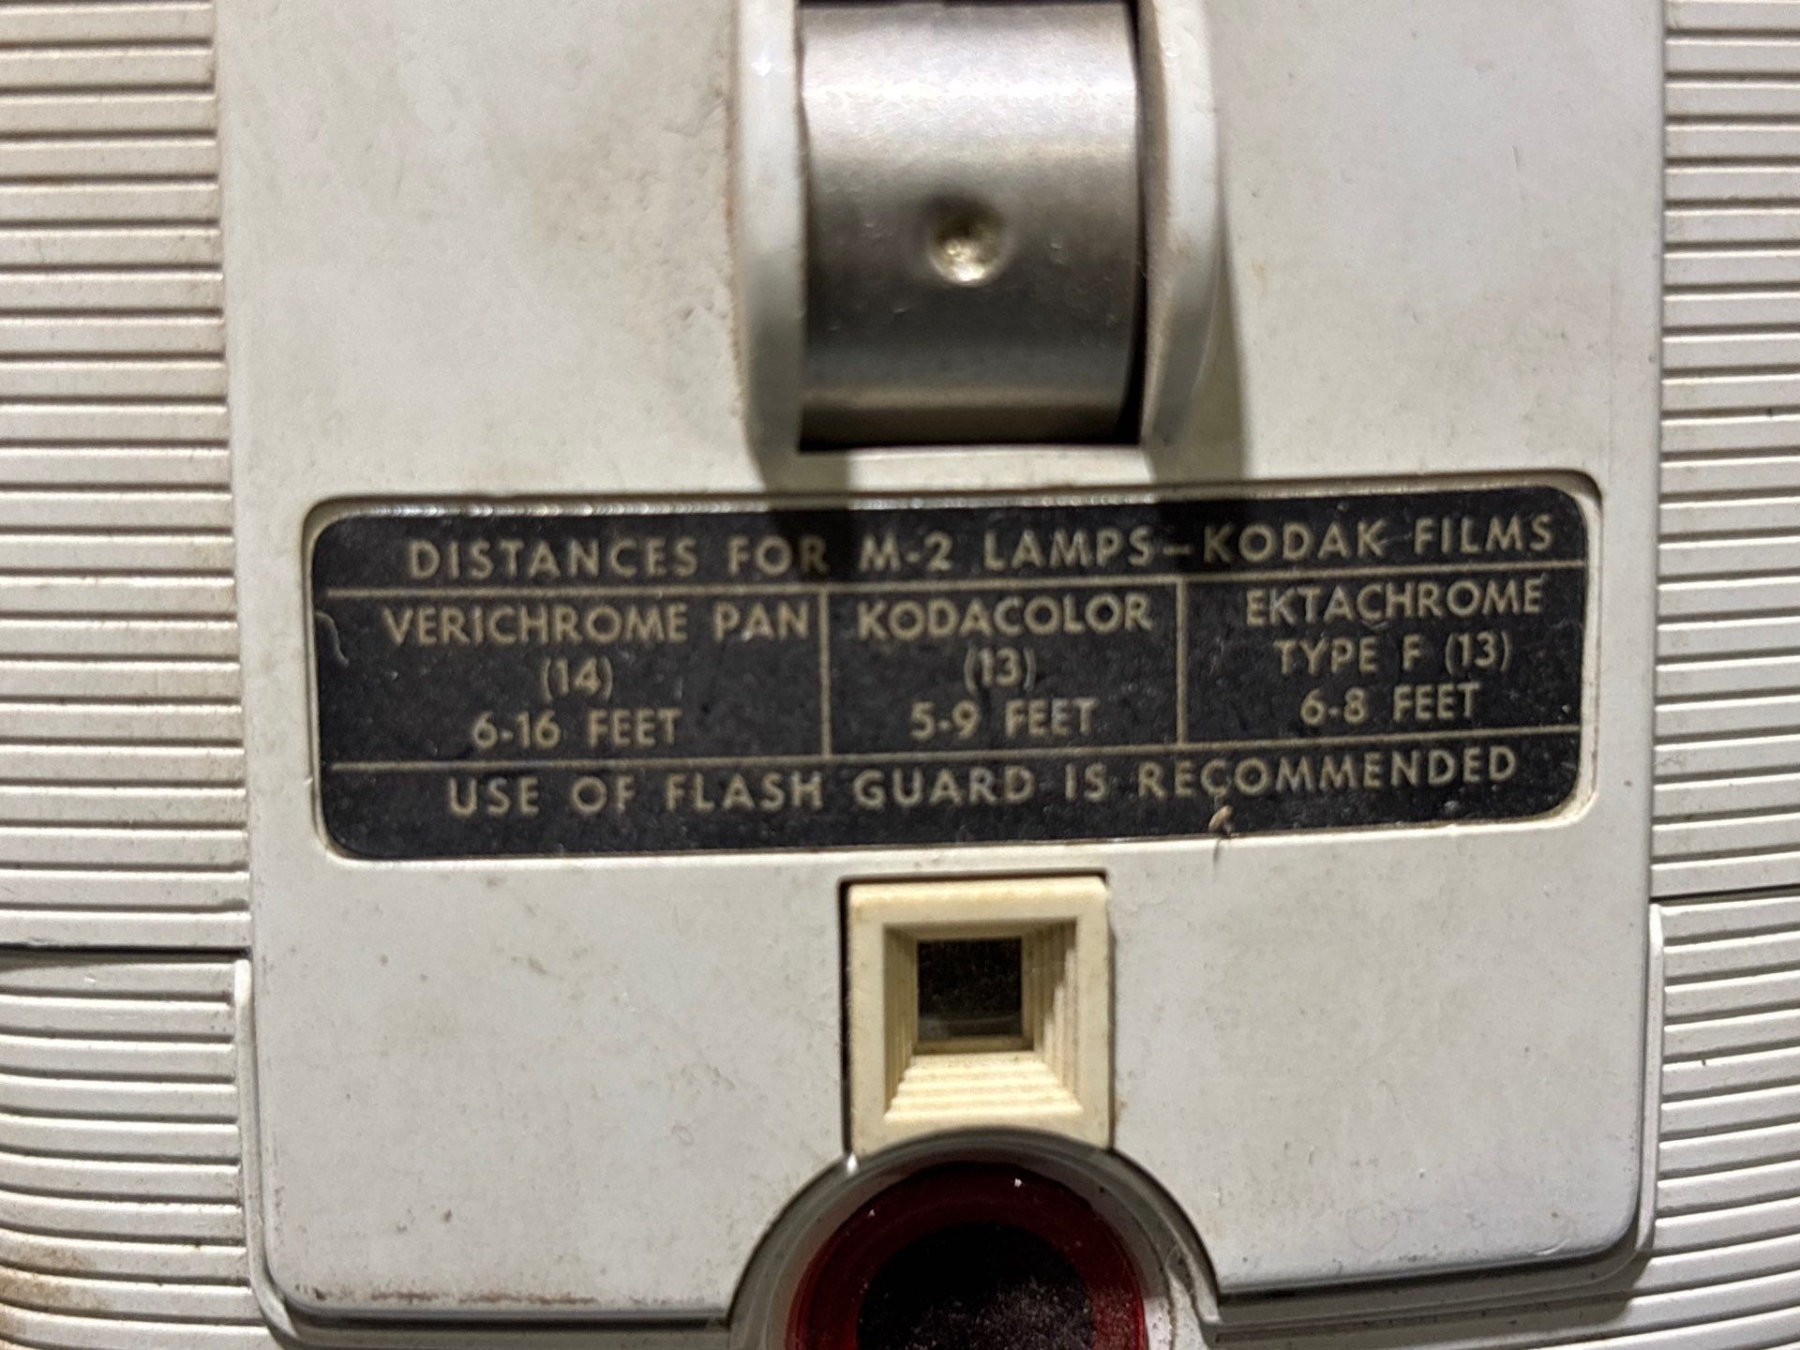 DISTANCES FOR M-2 LAMPS—KODAK FILMS
VERICHROME PAN
(14)
6-16 FEET
KODACOLOR
(13)
5-9 FEET
EKTACHROME
TYPE F (13)
6-8 FEET
USE OF FLASH GUARD IS RECOMMENDED